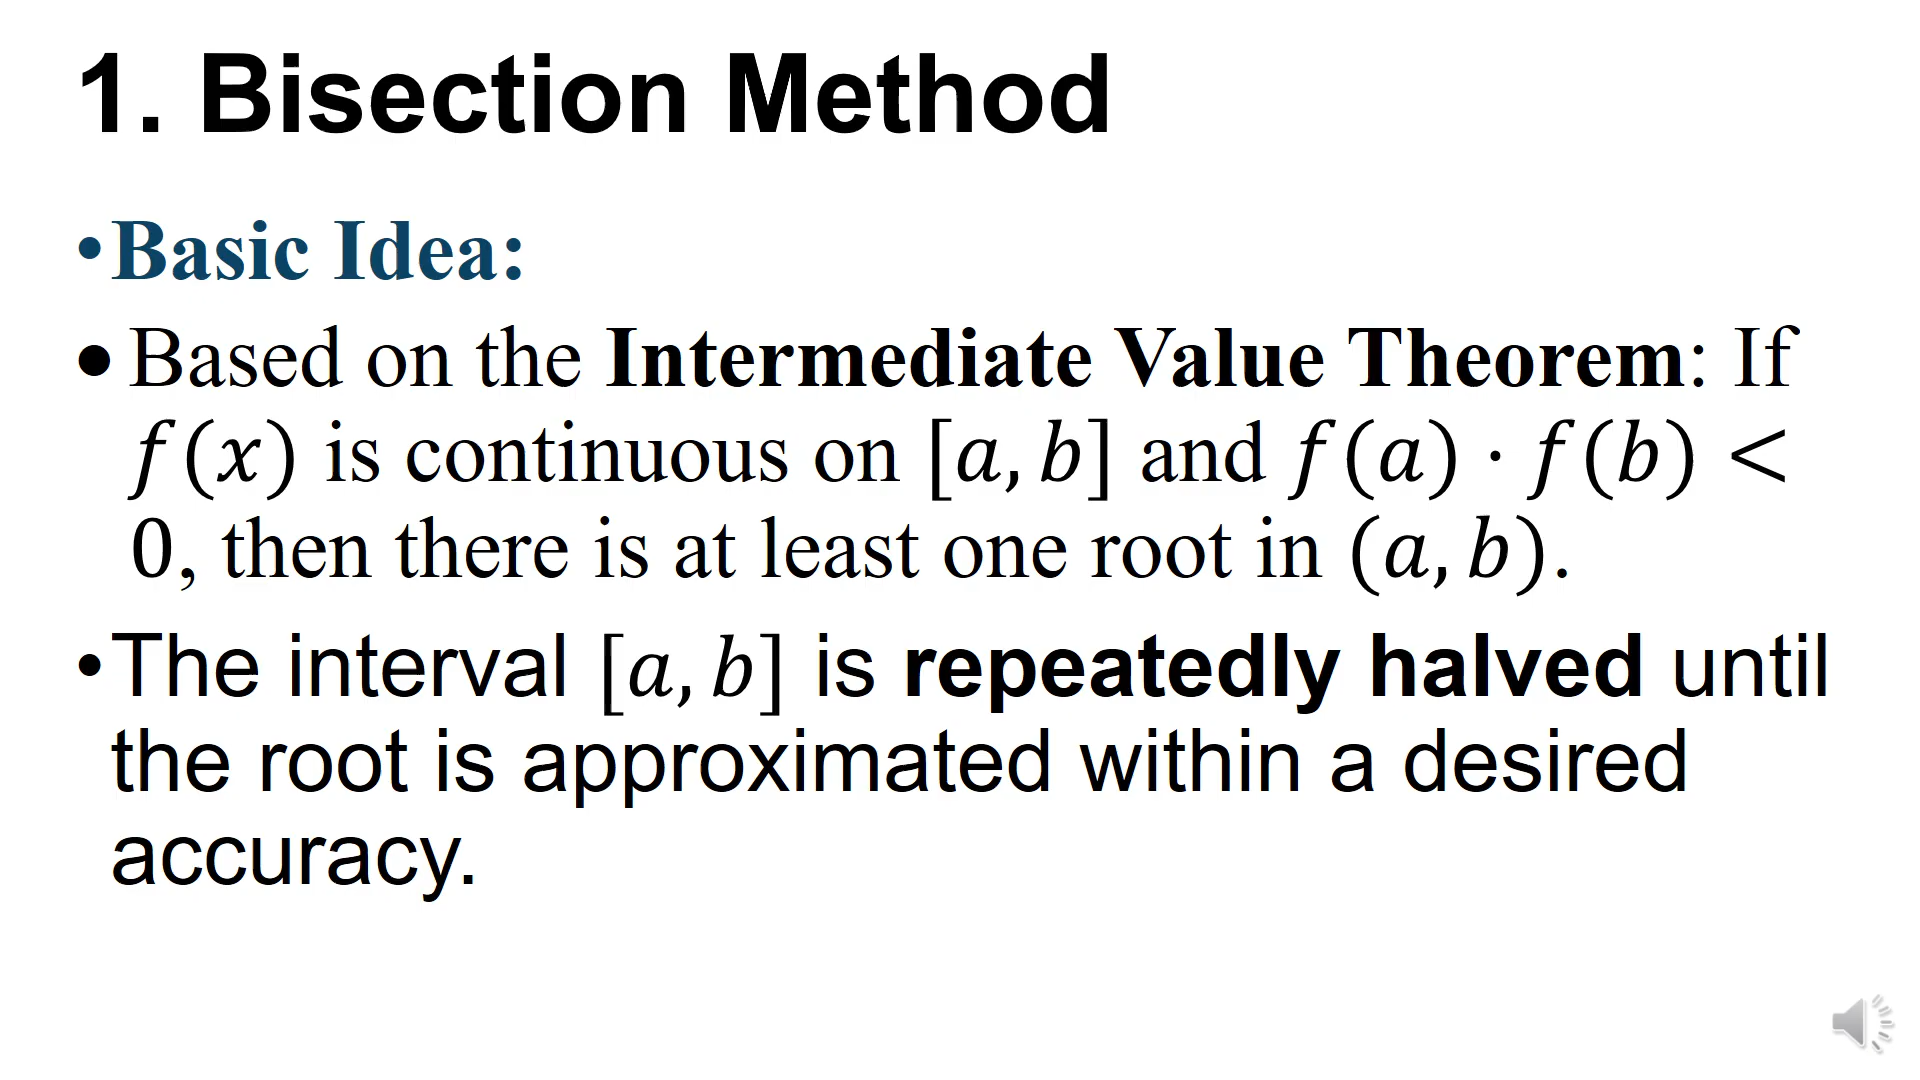 1. Bisection Method
•Basic Idea:
• Based on the Intermediate Value Theorem: If
f(x) is continuous on [a, b] and f(a) · f(b) <
0, then there is at least one root in (a, b).
•The interval [a, b] is repeatedly halved until
the root is approximated within a desired
accuracy.